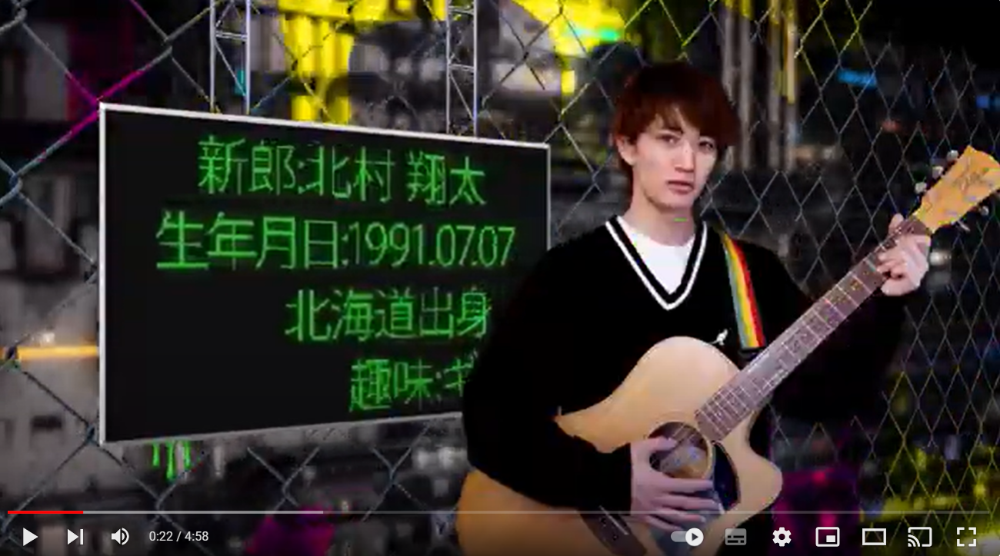 新郎:北村 翔太
生年月日:1991.07.07
北海道出身
趣味:ギ
0:22 / 4:58